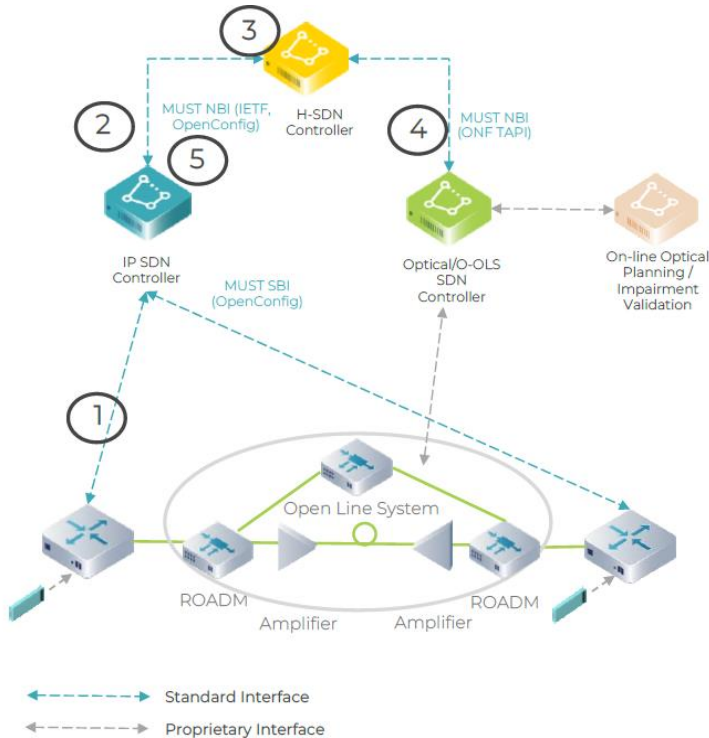 3
H-SDN
Controller
MUST NBI (IETF,
OpenConfig)
2
5
4
MUST NBI
(ONF TAPI)
IP SDN
Controller
Optical/O-OLS
SDN
Controller
On-line Optical
Planning /
Impairment
Validation
MUST SBI
(OpenConfig)
1
Open Line System
ROADM
Amplifier
Amplifier
ROADM
Standard Interface
Proprietary Interface